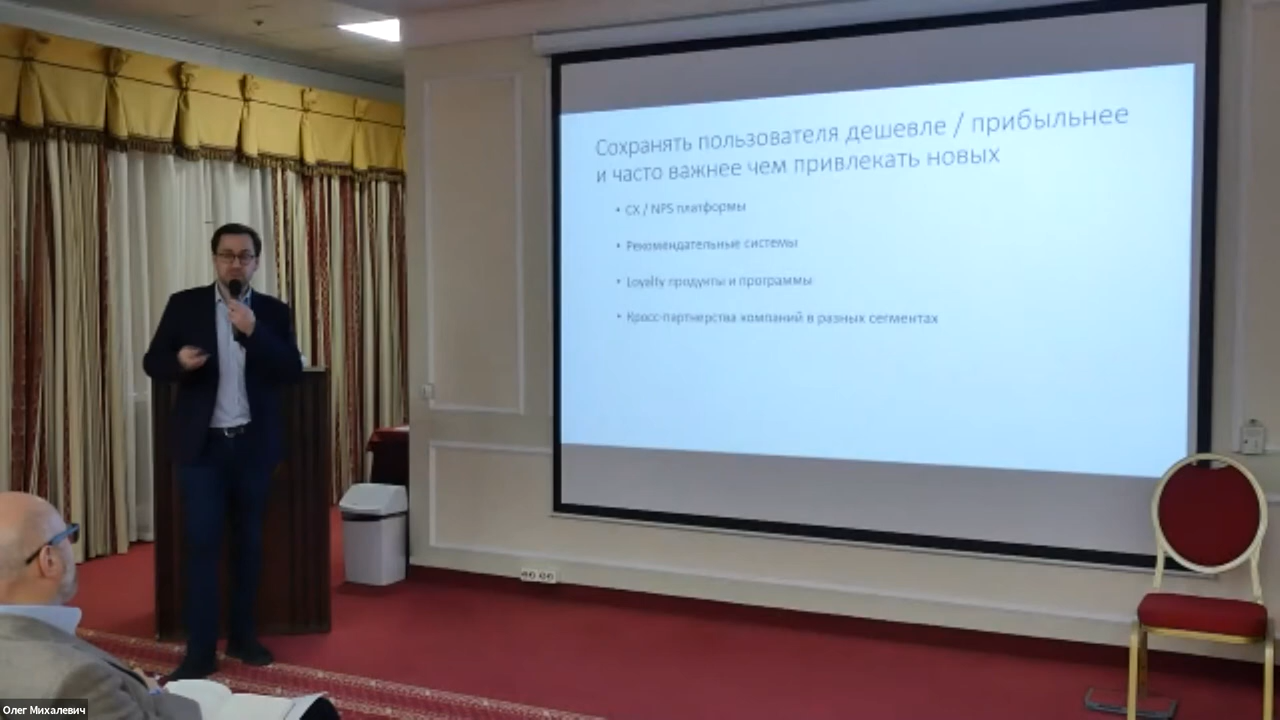 Сохранять пользователя дешевле / прибыльнее
и часто важнее чем привлекать новых
• CX / NPS платформы
• Рекомендательные системы
• Loyalty продукты и программы
• Кросс-партнерства компаний в разных сегментах
Олег Михалевич